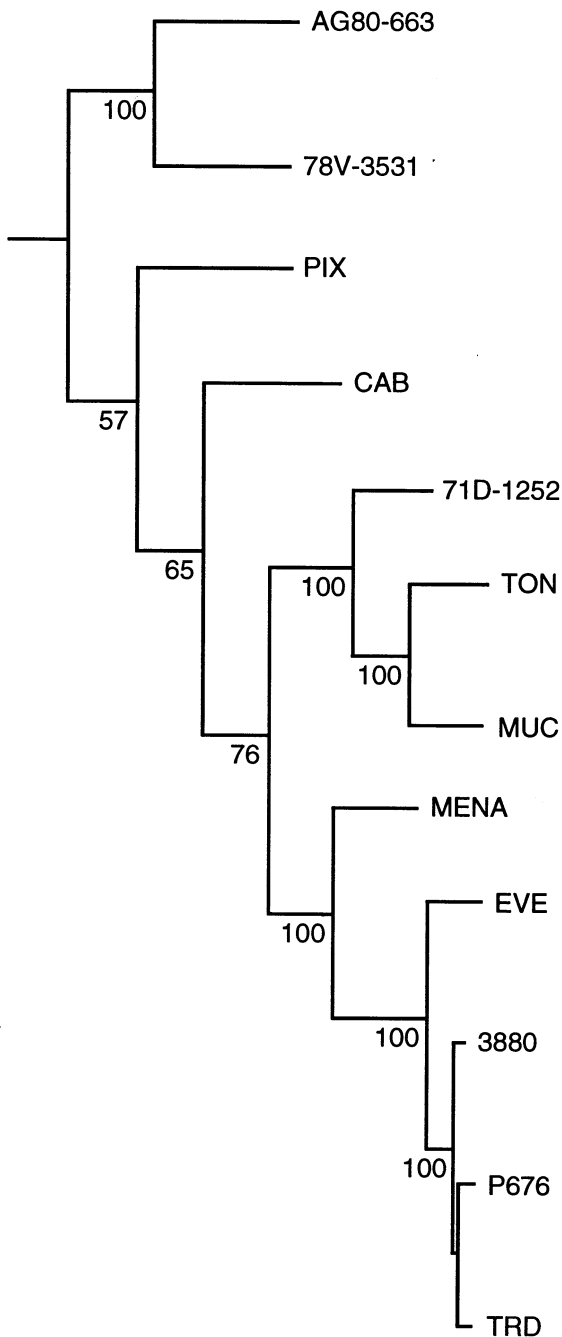 AG80-663
100
78V-3531
PIX
CAB
57
71D-1252
65
100
TON
100
MUC
76
MENA
EVE
100
100
3880
100
P676
TRD